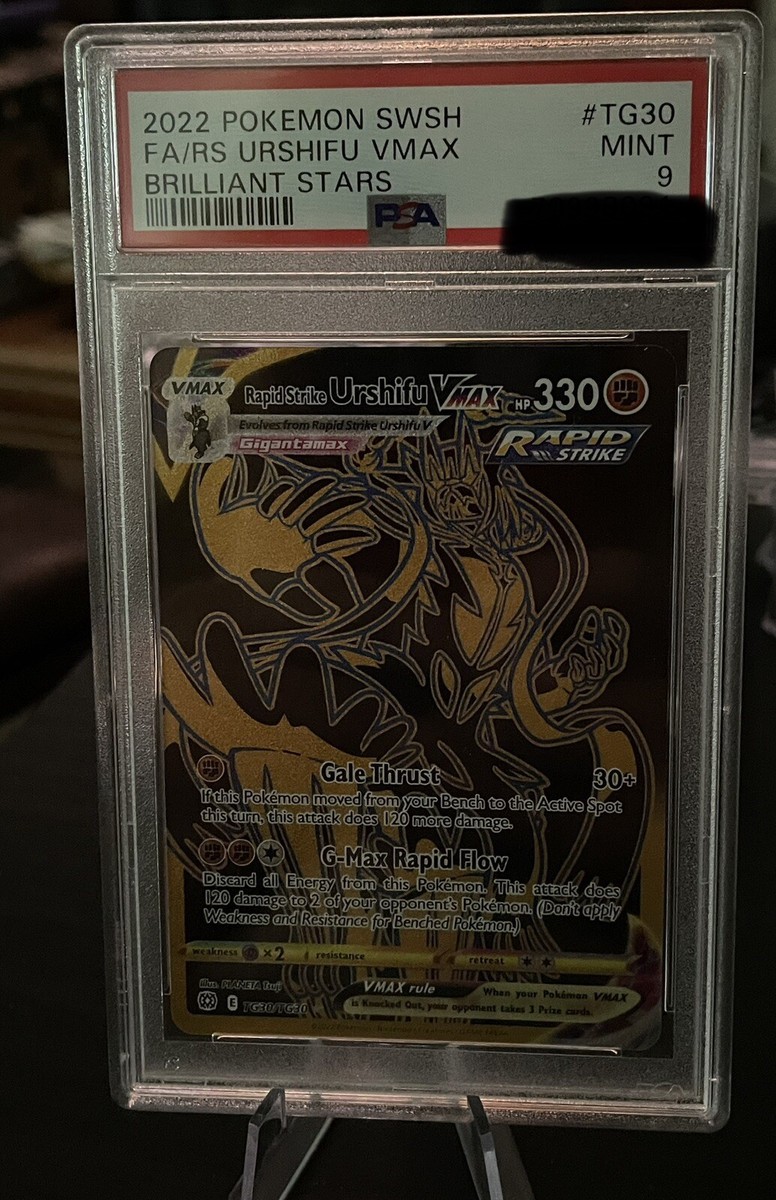 2022 POKEMON SWSH #TG30
FA/RS URSHIFU VMAX MINT
BRILLIANT STARS 9
PSA
VMAX Rapid Strike Urshifu VMAX HP 330
Evolves from Rapid Strike Urshifu V
Gigantamax
RAPID STRIKE
Gale Thrust 30+
If this Pokémon moved from your Bench to the Active Spot
this turn, this attack does 120 more damage.
G-Max Rapid Flow
Discard all Energy from this Pokémon. This attack does
120 damage to 2 of your opponent's Pokémon. (Don't apply
Weakness and Resistance for Benched Pokémon.)
weakness ×2 resistance retreat
illus. PLANETA Tsuji
VMAX rule When your Pokémon VMAX
is Knocked Out, your opponent takes 3 Prize cards.
E TG30/TG30